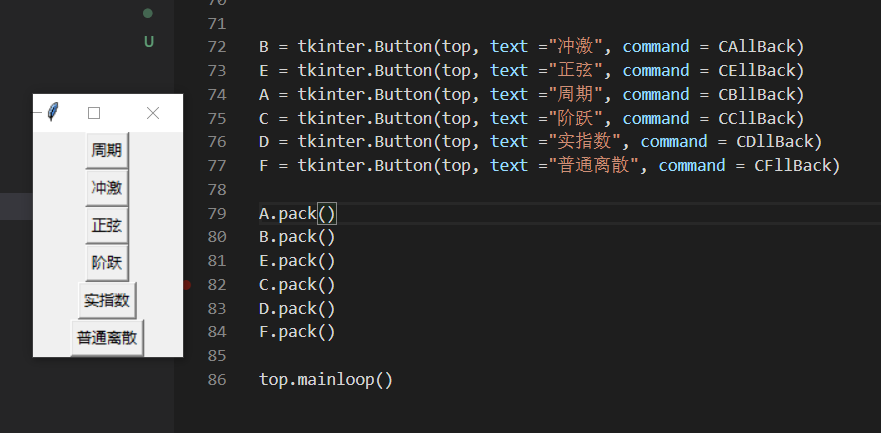 70
71
72 B = tkinter.Button(top, text ="冲激", command = CAllBack)
73 E = tkinter.Button(top, text ="正弦", command = CEllBack)
74 A = tkinter.Button(top, text ="周期", command = CBllBack)
75 C = tkinter.Button(top, text ="阶跃", command = CCllBack)
76 D = tkinter.Button(top, text ="实指数", command = CDllBack)
77 F = tkinter.Button(top, text ="普通离散", command = CFllBack)
78
79 A.pack()
80 B.pack()
81 E.pack()
82 C.pack()
83 D.pack()
84 F.pack()
85
86 top.mainloop()
U
周期
冲激
正弦
阶跃
实指数
普通离散